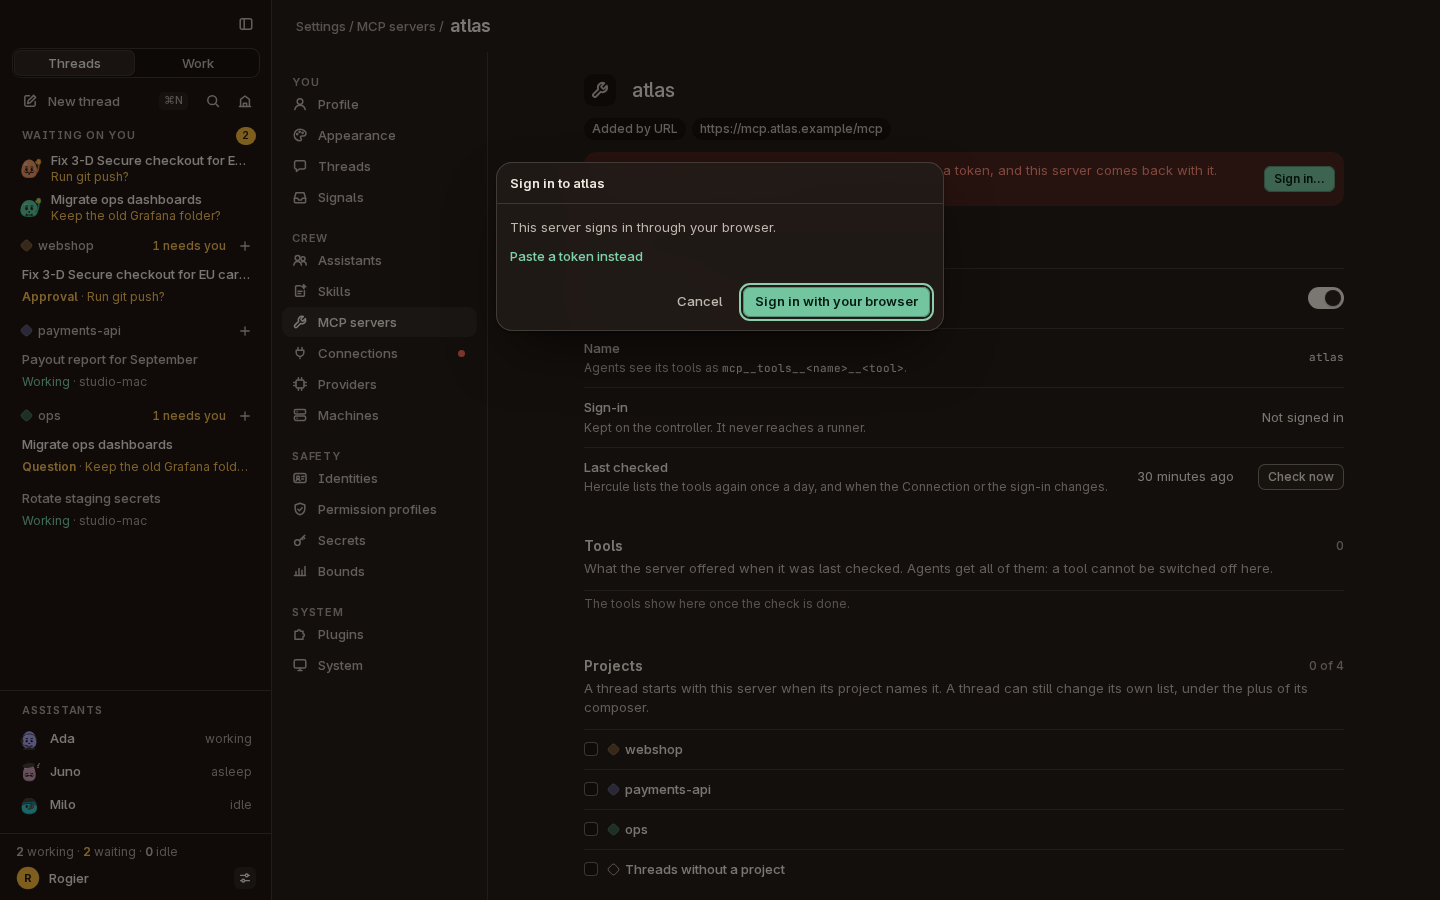 Settings / MCP servers / atlas
Threads
Work
New thread
⌘N
WAITING ON YOU
2
Fix 3-D Secure checkout for E…
Run git push?
Migrate ops dashboards
Keep the old Grafana folder?
webshop
1 needs you
Fix 3-D Secure checkout for EU car…
Approval · Run git push?
payments-api
Payout report for September
Working · studio-mac
ops
1 needs you
Migrate ops dashboards
Question · Keep the old Grafana fold…
Rotate staging secrets
Working · studio-mac
ASSISTANTS
Ada
working
Juno
asleep
Milo
idle
2 working · 2 waiting · 0 idle
R
Rogier
YOU
Profile
Appearance
Threads
Signals
CREW
Assistants
Skills
MCP servers
Connections
Providers
Machines
SAFETY
Identities
Permission profiles
Secrets
Bounds
SYSTEM
Plugins
System
atlas
Added by URL
https://mcp.atlas.example/mcp
a token, and this server comes back with it.
Sign in…
Sign in to atlas
This server signs in through your browser.
Paste a token instead
Cancel
Sign in with your browser
Name
Agents see its tools as mcp__tools__<name>__<tool>.
atlas
Sign-in
Kept on the controller. It never reaches a runner.
Not signed in
Last checked
Hercule lists the tools again once a day, and when the Connection or the sign-in changes.
30 minutes ago
Check now
Tools
0
What the server offered when it was last checked. Agents get all of them: a tool cannot be switched off here.
The tools show here once the check is done.
Projects
0 of 4
A thread starts with this server when its project names it. A thread can still change its own list, under the plus of its
composer.
webshop
payments-api
ops
Threads without a project